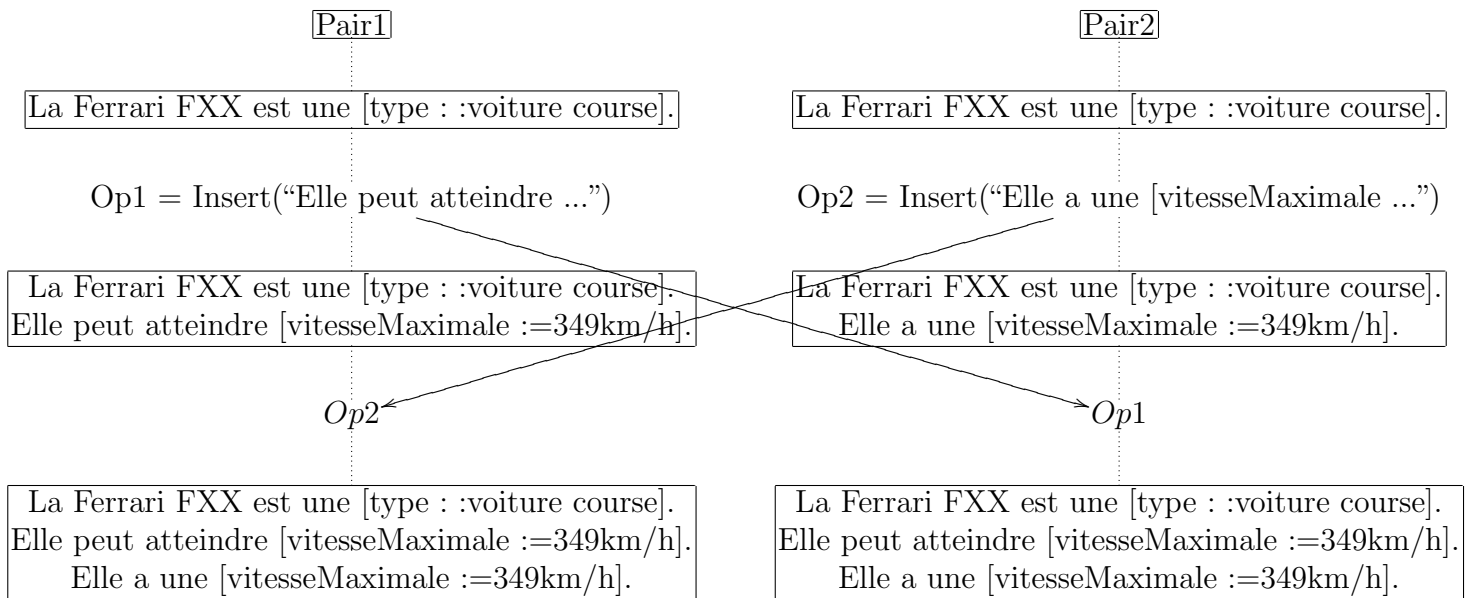 Pair1
Pair2
La Ferrari FXX est une [type : :voiture course].
La Ferrari FXX est une [type : :voiture course].
Op1 = Insert(“Elle peut atteindre ...”)
Op2 = Insert(“Elle a une [vitesseMaximale ...”)
La Ferrari FXX est une [type : :voiture course].
Elle peut atteindre [vitesseMaximale :=349km/h].
La Ferrari FXX est une [type : :voiture course].
Elle a une [vitesseMaximale :=349km/h].
Op2
Op1
La Ferrari FXX est une [type : :voiture course].
Elle peut atteindre [vitesseMaximale :=349km/h].
Elle a une [vitesseMaximale :=349km/h].
La Ferrari FXX est une [type : :voiture course].
Elle peut atteindre [vitesseMaximale :=349km/h].
Elle a une [vitesseMaximale :=349km/h].